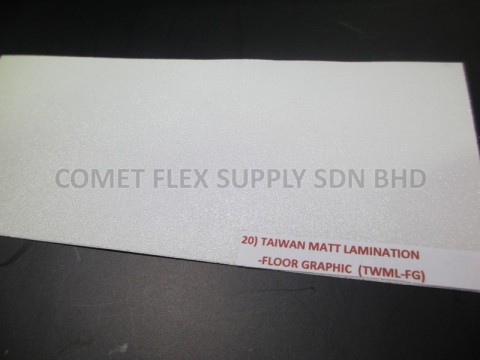 COMET FLEX SUPPLY SDN BHD
20) TAIWAN MATT LAMINATION
-FLOOR GRAPHIC (TWML-FG)